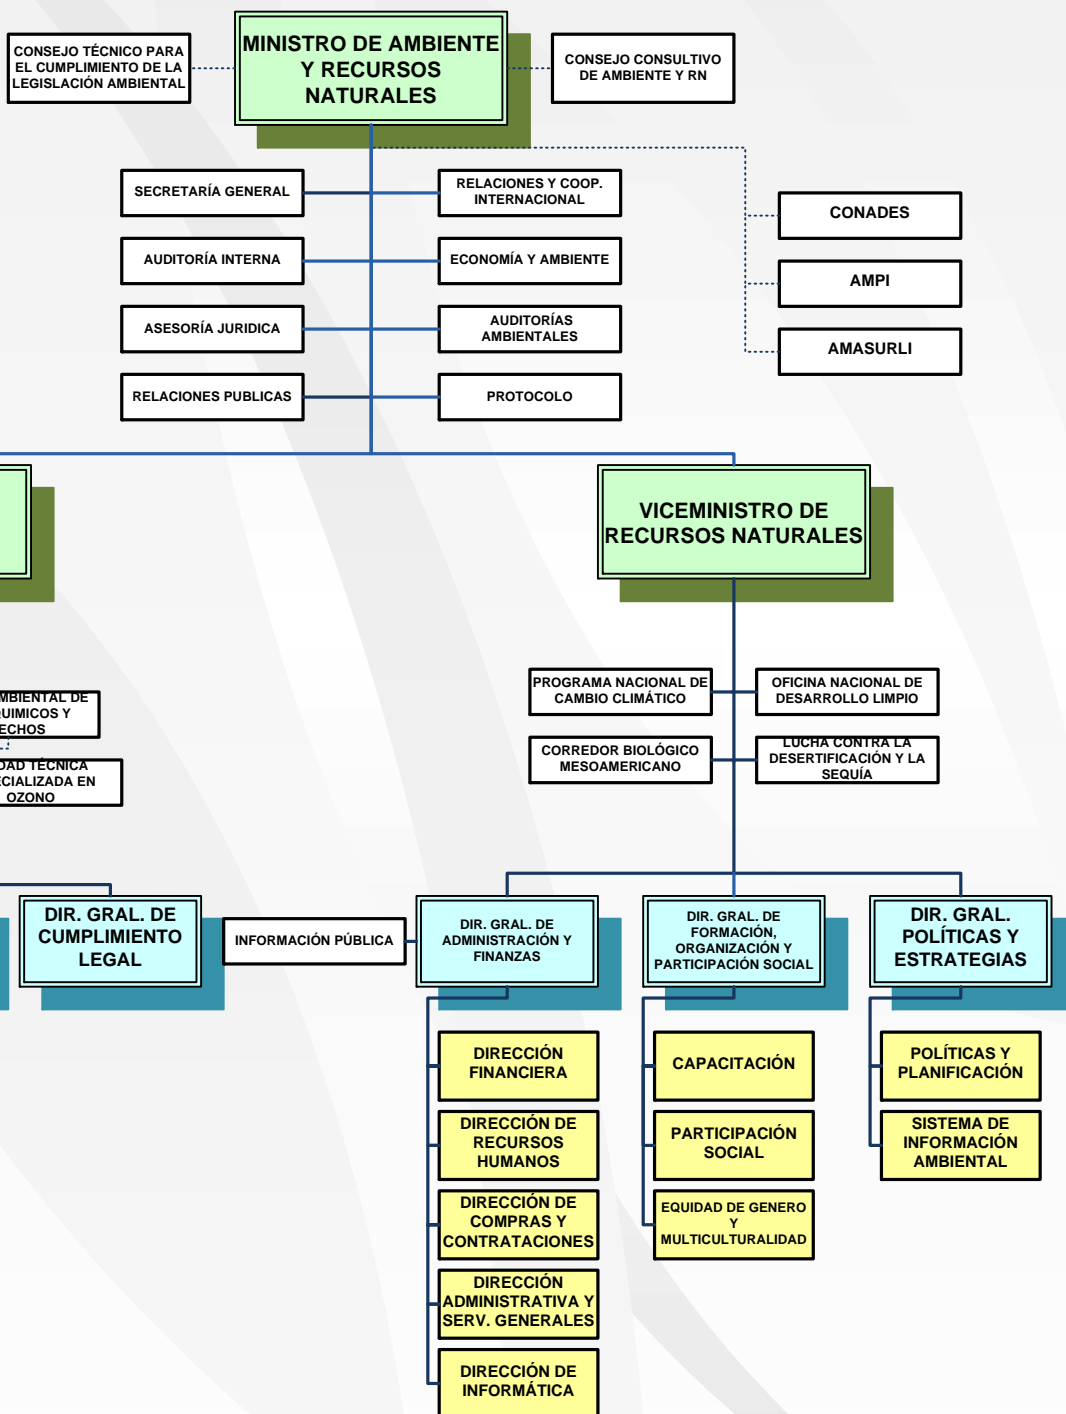 CONSEJO TÉCNICO PARA
EL CUMPLIMIENTO DE LA
LEGISLACIÓN AMBIENTAL
MINISTRO DE AMBIENTE
Y RECURSOS
NATURALES
CONSEJO CONSULTIVO
DE AMBIENTE Y RN
SECRETARÍA GENERAL
RELACIONES Y COOP.
INTERNACIONAL
CONADES
AUDITORÍA INTERNA
ECONOMÍA Y AMBIENTE
AMPI
ASESORÍA JURIDICA
AUDITORÍAS
AMBIENTALES
AMASURLI
RELACIONES PUBLICAS
PROTOCOLO
VICEMINISTRO DE
RECURSOS NATURALES
DE
Y
PROGRAMA NACIONAL DE
CAMBIO CLIMÁTICO
OFICINA NACIONAL DE
DESARROLLO LIMPIO
TÉCNICA
EN
OZONO
CORREDOR BIOLÓGICO
MESOAMERICANO
LUCHA CONTRA LA
DESERTIFICACIÓN Y LA
SEQUÍA
DIR. GRAL. DE
CUMPLIMIENTO
LEGAL
INFORMACIÓN PÚBLICA
DIR. GRAL. DE
ADMINISTRACIÓN Y
FINANZAS
DIR. GRAL. DE
FORMACIÓN,
ORGANIZACIÓN Y
PARTICIPACIÓN SOCIAL
DIR. GRAL.
POLÍTICAS Y
ESTRATEGIAS
DIRECCIÓN
FINANCIERA
DIRECCIÓN DE
RECURSOS
HUMANOS
DIRECCIÓN DE
COMPRAS Y
CONTRATACIONES
DIRECCIÓN
ADMINISTRATIVA Y
SERV. GENERALES
DIRECCIÓN DE
INFORMÁTICA
CAPACITACIÓN
PARTICIPACIÓN
SOCIAL
EQUIDAD DE GENERO
Y
MULTICULTURALIDAD
POLÍTICAS Y
PLANIFICACIÓN
SISTEMA DE
INFORMACIÓN
AMBIENTAL